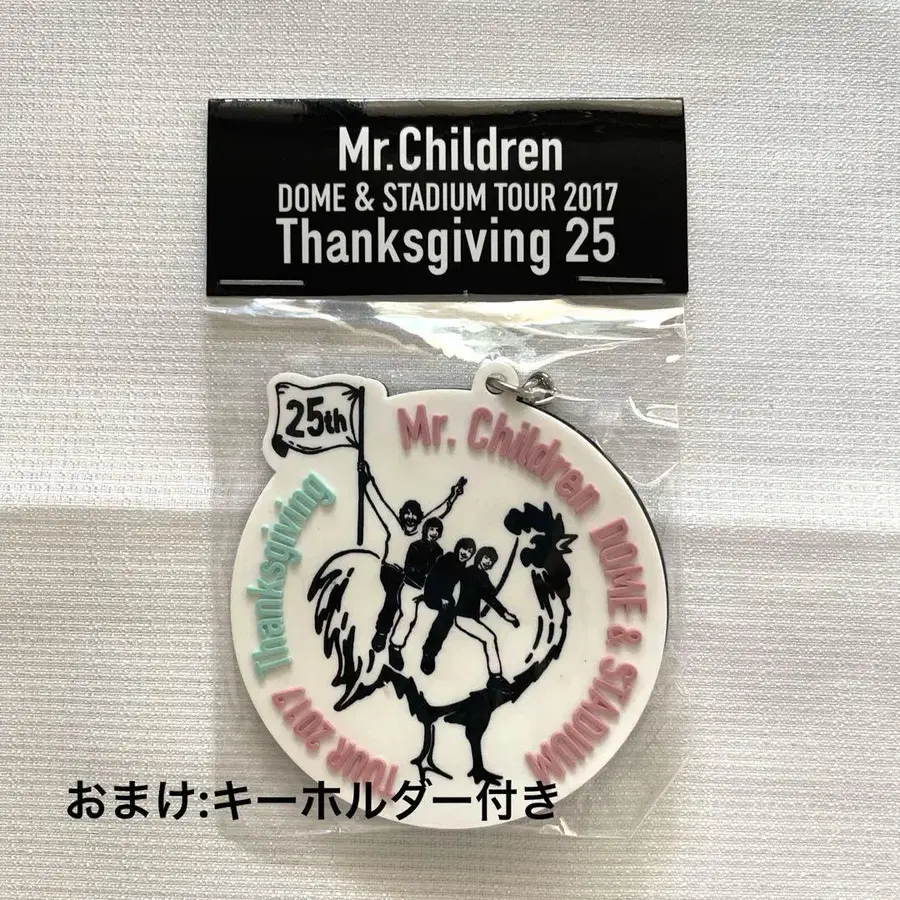 Mr.Children
DOME & STADIUM TOUR 2017
Thanksgiving 25
25th
Mr. Children DOME & STADIUM
TOUR 2017
Thanksgiving
おまけ:キーホルダー付き